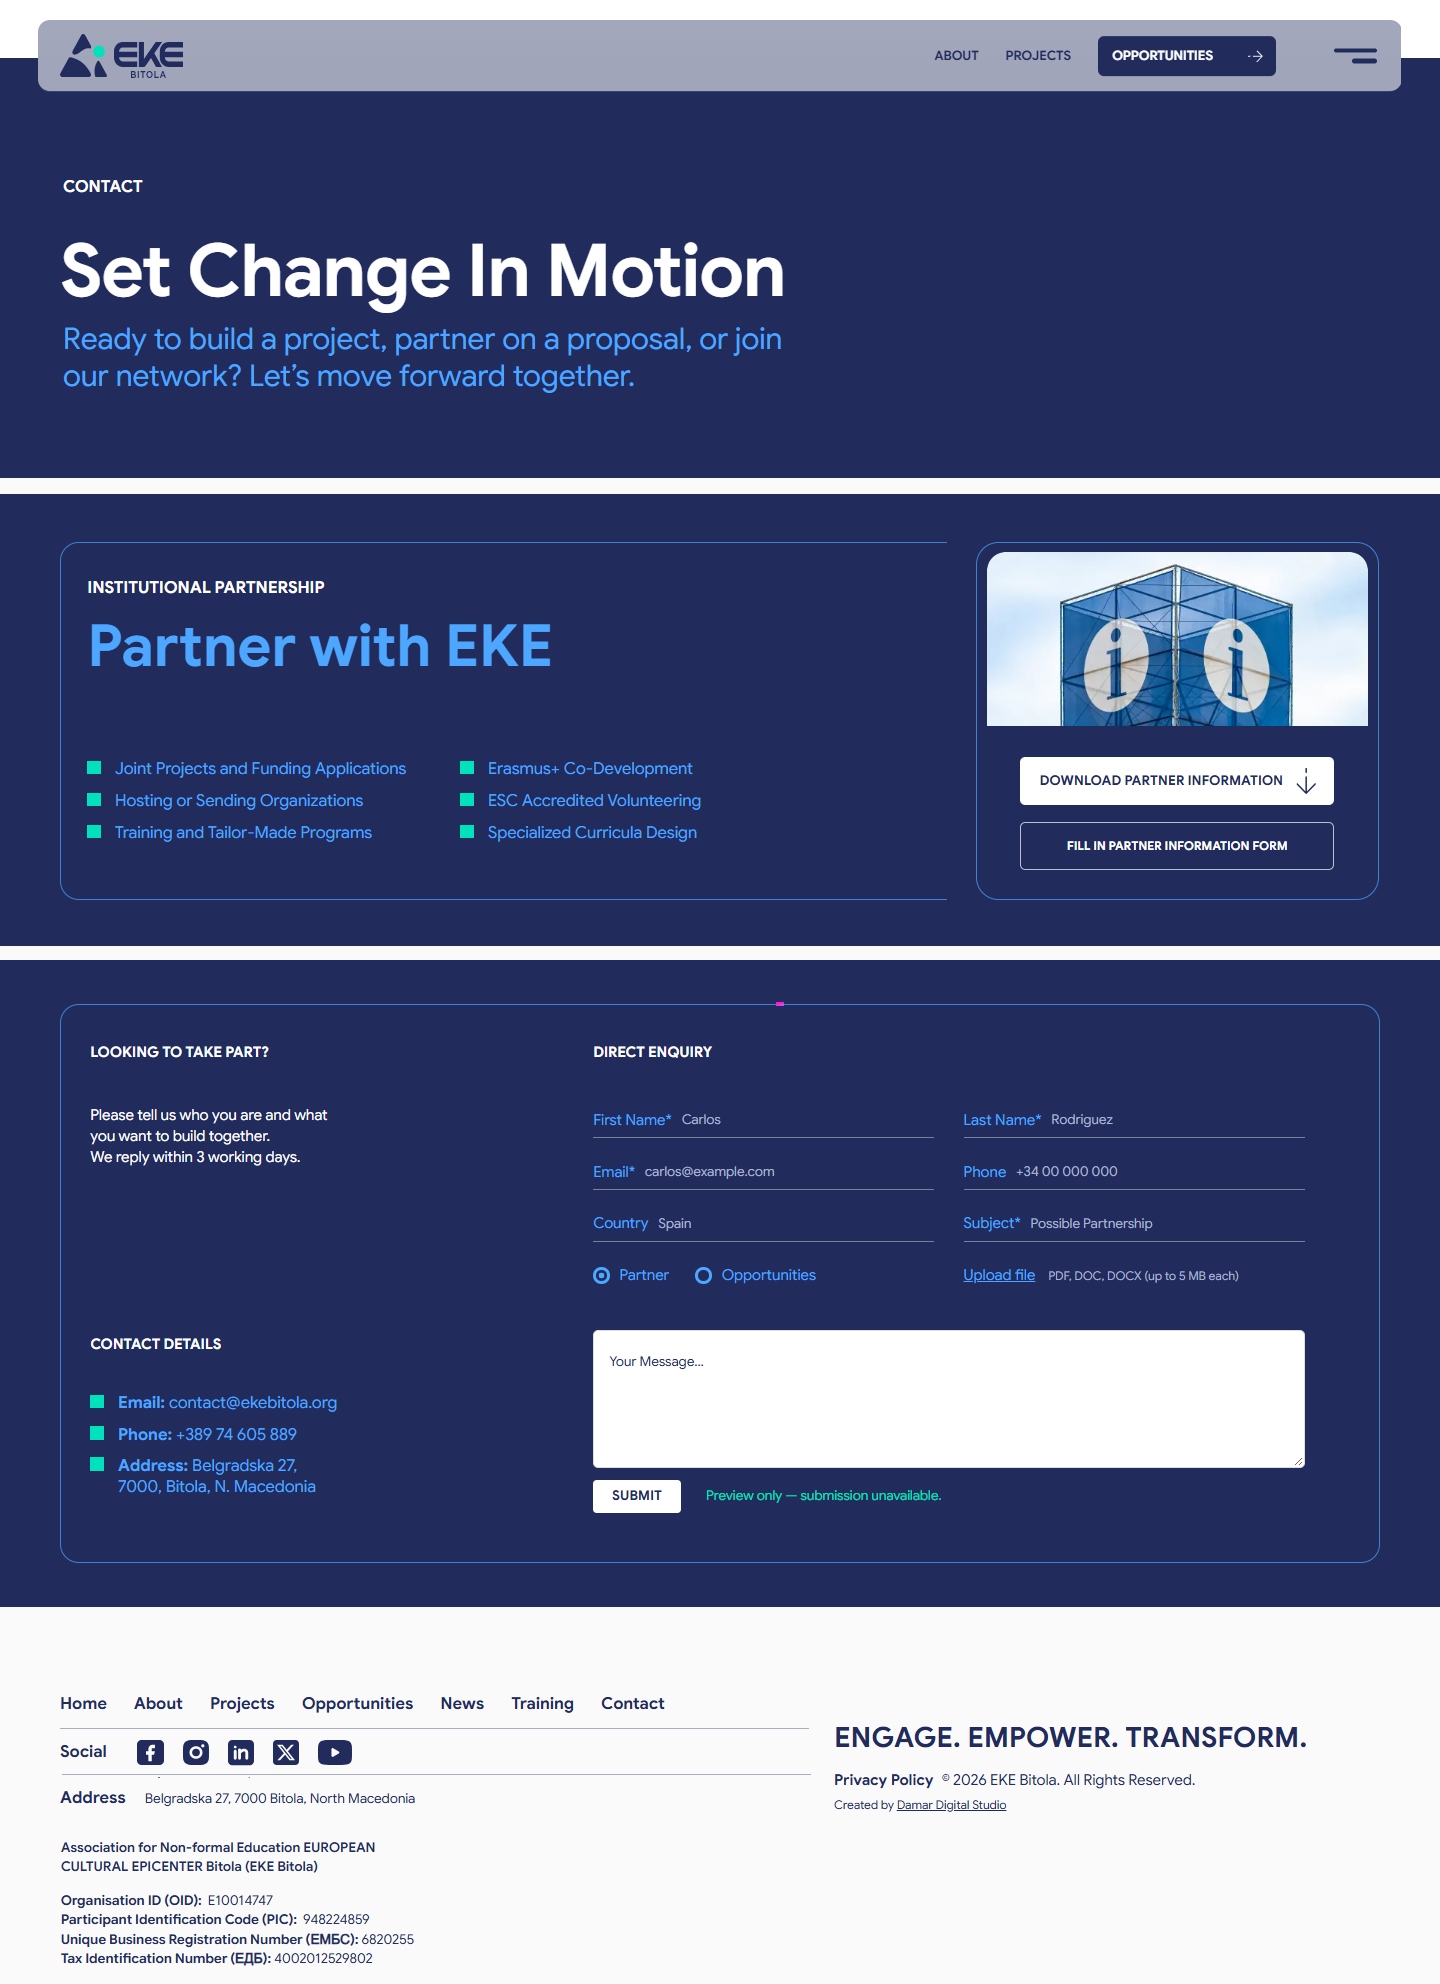 EKE
BITOLA
ABOUT
PROJECTS
OPPORTUNITIES
CONTACT
Set Change In Motion
Ready to build a project, partner on a proposal, or join
our network? Let’s move forward together.
INSTITUTIONAL PARTNERSHIP
Partner with EKE
Joint Projects and Funding Applications
Hosting or Sending Organizations
Training and Tailor-Made Programs
Erasmus+ Co-Development
ESC Accredited Volunteering
Specialized Curricula Design
i i
DOWNLOAD PARTNER INFORMATION
FILL IN PARTNER INFORMATION FORM
LOOKING TO TAKE PART?
Please tell us who you are and what
you want to build together.
We reply within 3 working days.
CONTACT DETAILS
Email: contact@ekebitola.org
Phone: +389 74 605 889
Address: Belgradska 27,
7000, Bitola, N. Macedonia
DIRECT ENQUIRY
First Name* Carlos
Last Name* Rodriguez
Email* carlos@example.com
Phone +34 00 000 000
Country Spain
Subject* Possible Partnership
Partner
Opportunities
Upload file PDF, DOC, DOCX (up to 5 MB each)
Your Message...
SUBMIT
Preview only — submission unavailable.
Home About Projects Opportunities News Training Contact
Social
Address Belgradska 27, 7000 Bitola, North Macedonia
Association for Non-formal Education EUROPEAN
CULTURAL EPICENTER Bitola (EKE Bitola)
Organisation ID (OID): E10014747
Participant Identification Code (PIC): 948224859
Unique Business Registration Number (ЕМБС): 6820255
Tax Identification Number (ЕДБ): 4002012529802
ENGAGE. EMPOWER. TRANSFORM.
Privacy Policy © 2026 EKE Bitola. All Rights Reserved.
Created by Damar Digital Studio